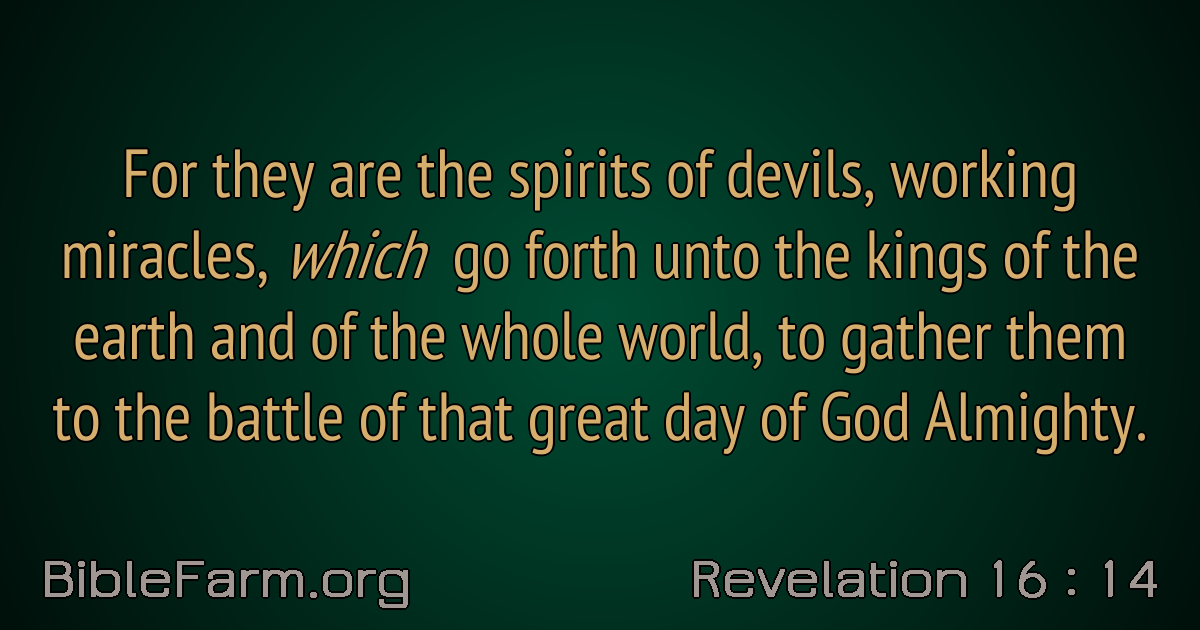 For they are the spirits of devils, working
miracles, which go forth unto the kings of the
earth and of the whole world, to gather them
to the battle of that great day of God Almighty.
BibleFarm.org
Revelation 16 : 14